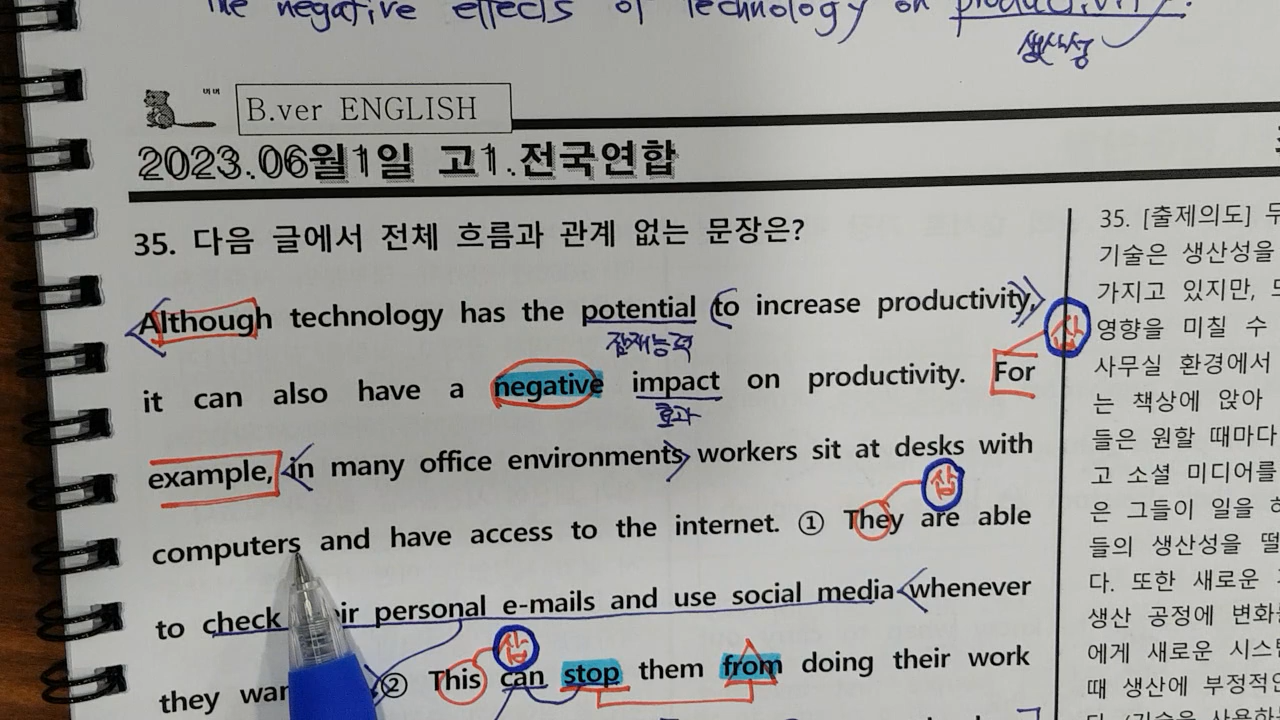 The negative effects of technology on productivity.
생산성
B.ver ENGLISH
2023.06월1일 고1.전국연합
35. 다음 글에서 전체 흐름과 관계 없는 문장은?
Although technology has the potential to increase productivity,
잠재능력
삽
it can also have a negative impact on productivity. For
효과
example, in many office environments workers sit at desks with
삽
computers and have access to the internet. ① They are able
to check their personal e-mails and use social media whenever
삽
they want ② This can stop them from doing their work
35. [출제의도]
기술은 생산성을
가지고 있지만,
영향을 미칠 수
사무실 환경에서
는 책상에 앉아
들은 원할 때마다
고 소셜 미디어를
은 그들이 일을
들의 생산성을
다. 또한 새로운
생산 공정에
에게 새로운
때 생산에 부정적인